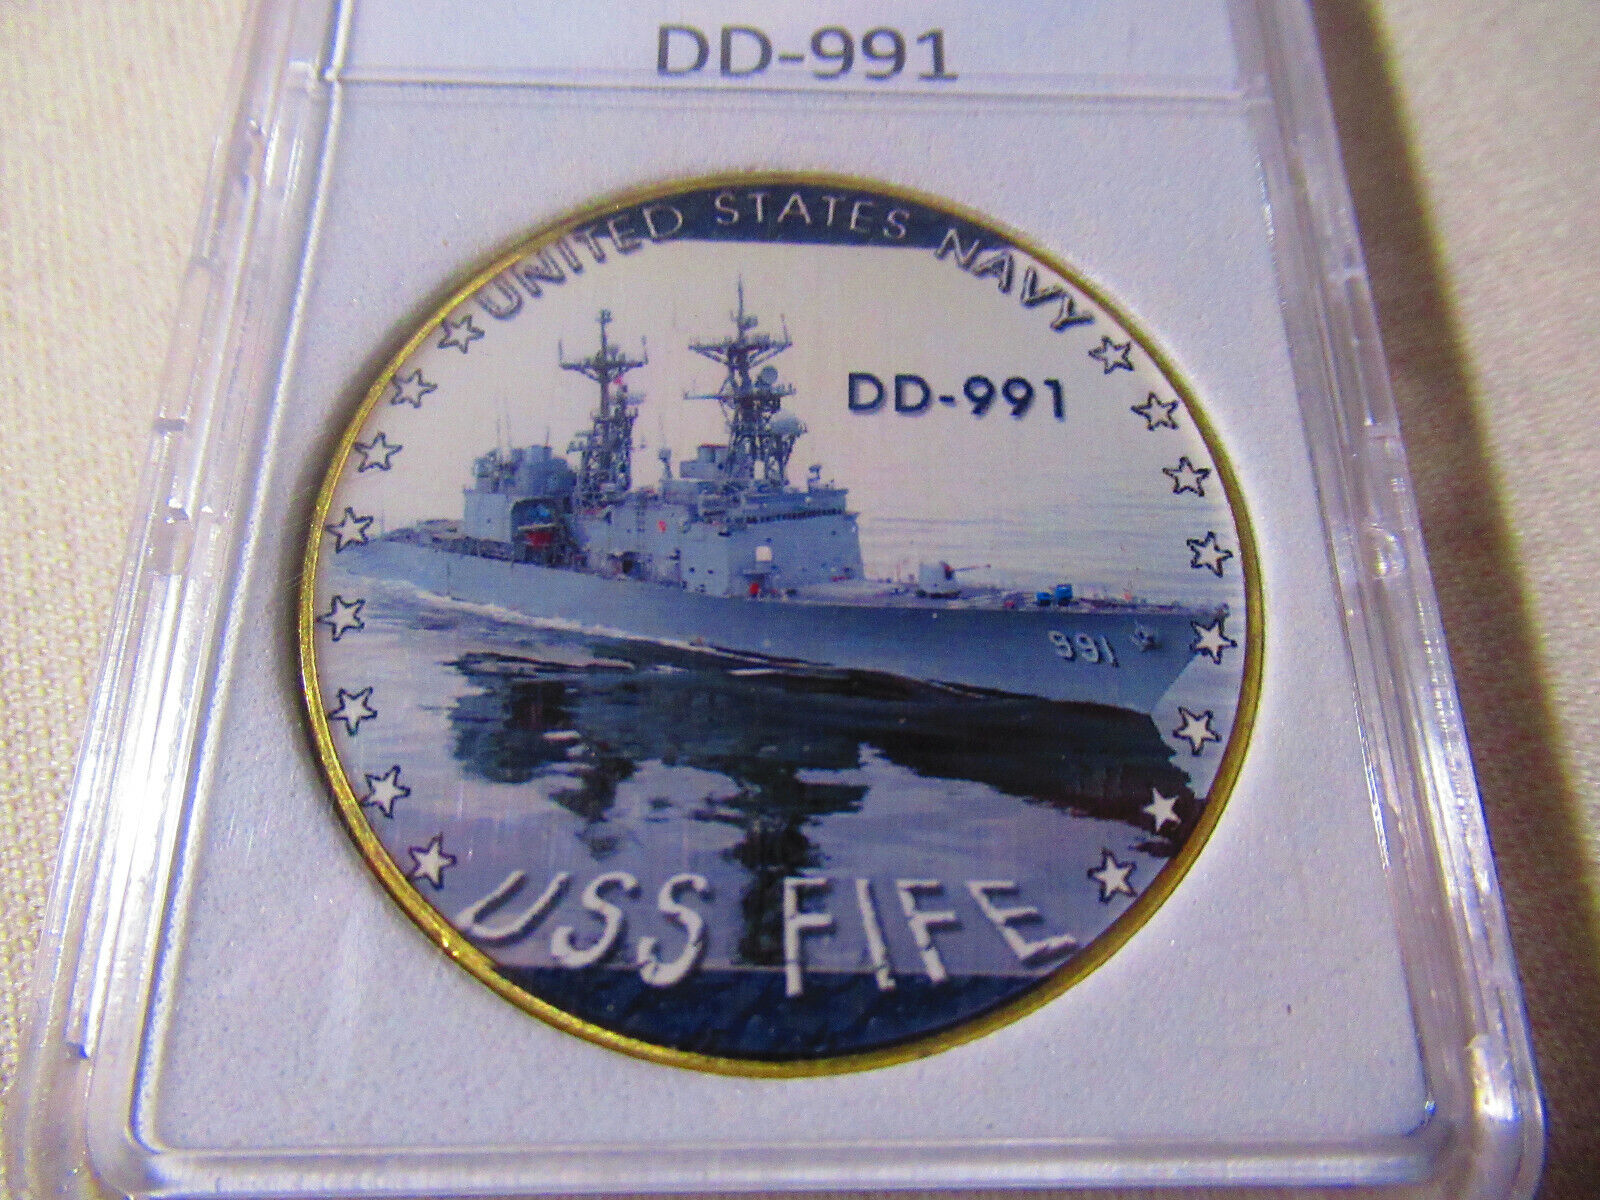 DD-991
UNITED STATES NAVY
DD-991
991
USS FIFE